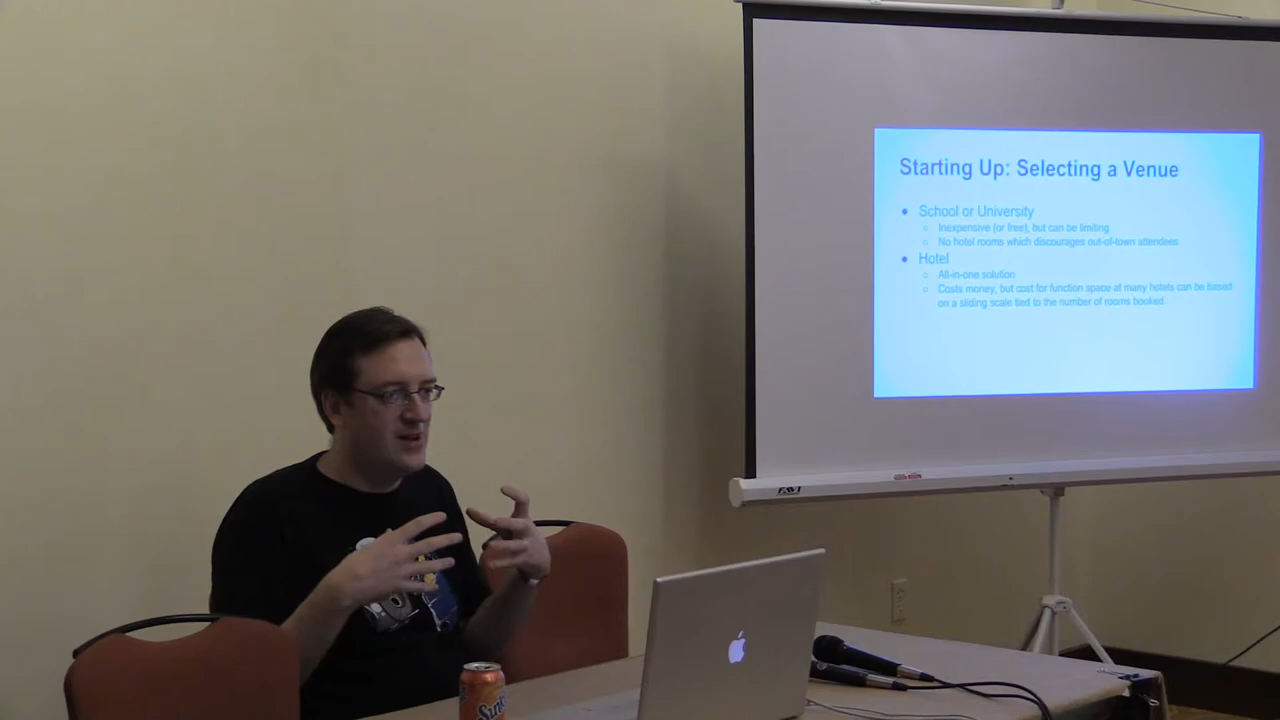 Starting Up: Selecting a Venue
● School or University
○ Inexpensive (or free), but can be limiting
○ No hotel rooms which discourages out-of-town attendees
● Hotel
○ All-in-one solution
○ Costs money, but cost for function space at many hotels can be based
on a sliding scale tied to the number of rooms booked
FAVI
Sun